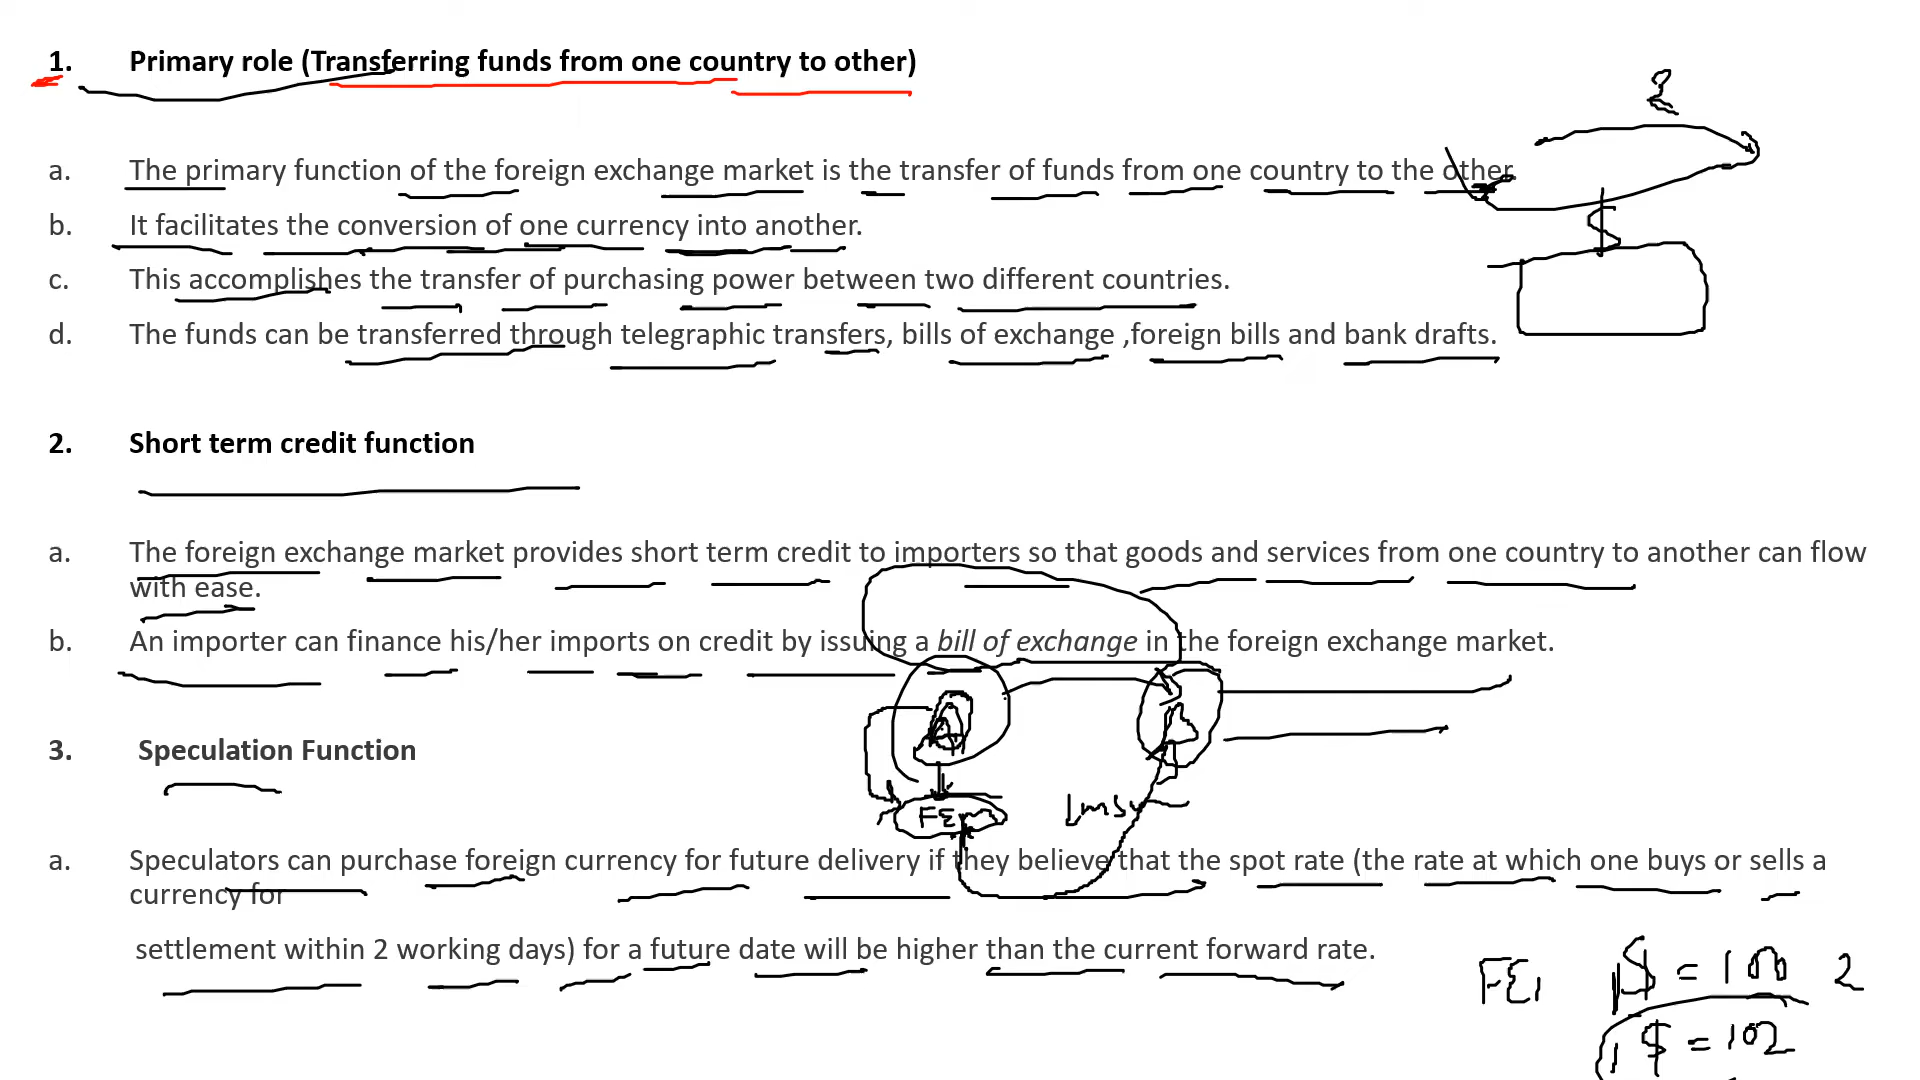 1. Primary role (Transferring funds from one country to other)
2
a. The primary function of the foreign exchange market is the transfer of funds from one country to the other.
b. It facilitates the conversion of one currency into another.
$
c. This accomplishes the transfer of purchasing power between two different countries.
d. The funds can be transferred through telegraphic transfers, bills of exchange ,foreign bills and bank drafts.
2. Short term credit function
a. The foreign exchange market provides short term credit to importers so that goods and services from one country to another can flow
with ease.
b. An importer can finance his/her imports on credit by issuing a bill of exchange in the foreign exchange market.
3. Speculation Function
a. Speculators can purchase foreign currency for future delivery if they believe that the spot rate (the rate at which one buys or sells a
currency for
settlement within 2 working days) for a future date will be higher than the current forward rate.
1$ = 100 2
1 $ = 102